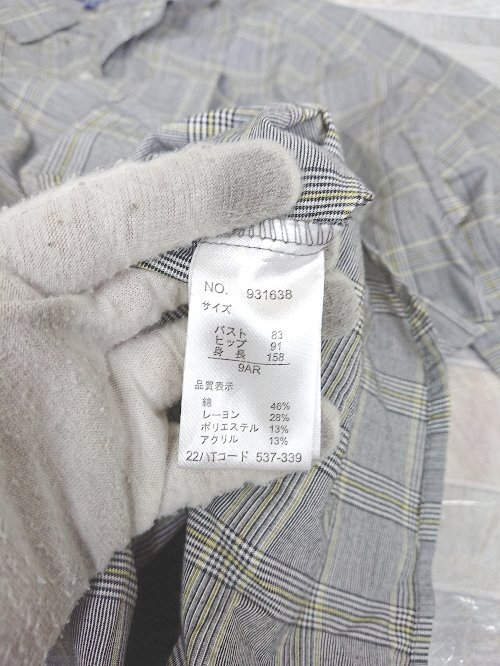 NO. 931638
サイズ
バスト 83
ヒップ 91
身長 158
9AR
品質表示
綿 46%
レーヨン 28%
ポリエステル 13%
アクリル 13%
22ハTコード 537-339